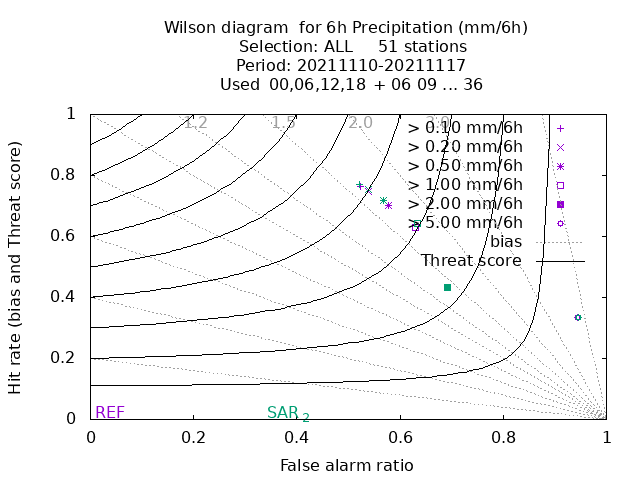 Wilson diagram  for 6h Precipitation (mm/6h)
Selection: ALL     51 stations
Period: 20211110-20211117
Used  00,06,12,18  + 06 09 ... 36
Hit rate (bias and Threat score)
1
0.8
0.6
0.4
0.2
0
1.2
1.5
2.0
3.0
> 0.10 mm/6h
> 0.20 mm/6h
> 0.50 mm/6h
> 1.00 mm/6h
> 2.00 mm/6h
> 5.00 mm/6h
bias
Threat score
REF
SAR 2
0 0.2 0.4 0.6 0.8 1
False alarm ratio